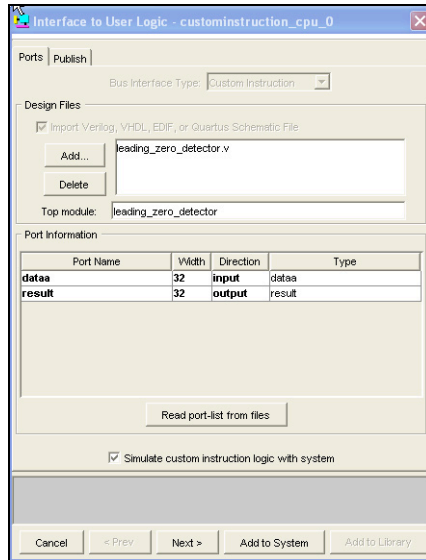 Interface to User Logic - custominstruction_cpu_0
Ports Publish
Bus Interface Type: Custom Instruction
Design Files
Import Verilog, VHDL, EDIF, or Quartus Schematic File
Add...
leading_zero_detector.v
Delete
Top module: leading_zero_detector
Port Information
Port Name Width Direction Type
dataa 32 input dataa
result 32 output result
Read port-list from files
Simulate custom instruction logic with system
Cancel < Prev Next > Add to System Add to Library